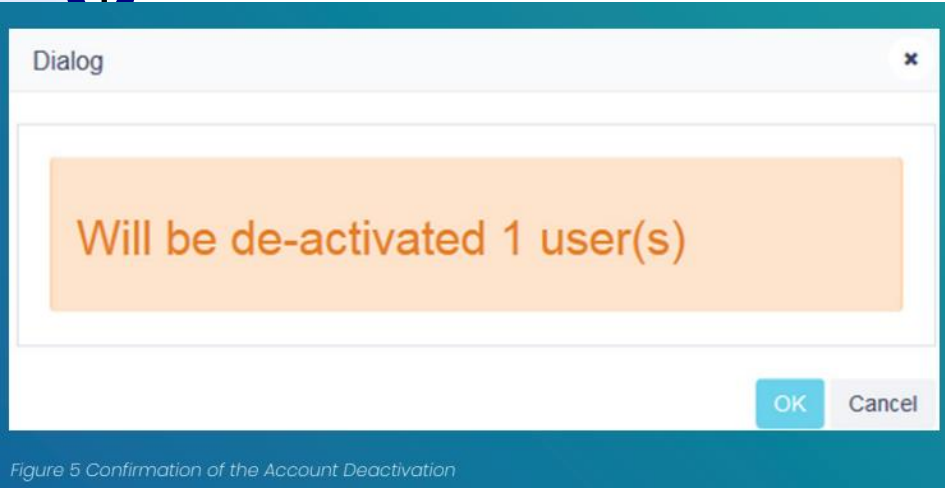 Dialog
Will be de-activated 1 user(s)
OK Cancel
Figure 5 Confirmation of the Account Deactivation